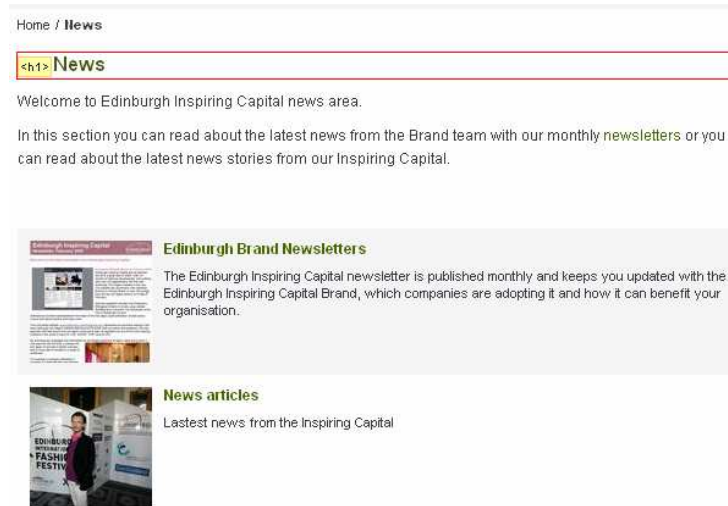 Home / News
<h1> News
Welcome to Edinburgh Inspiring Capital news area.
In this section you can read about the latest news from the Brand team with our monthly newsletters or you
can read about the latest news stories from our Inspiring Capital.
Edinburgh Inspiring Capital
Edinburgh Brand Newsletters
The Edinburgh Inspiring Capital newsletter is published monthly and keeps you updated with the
Edinburgh Inspiring Capital Brand, which companies are adopting it and how it can benefit your
organisation.
News articles
Lastest news from the Inspiring Capital